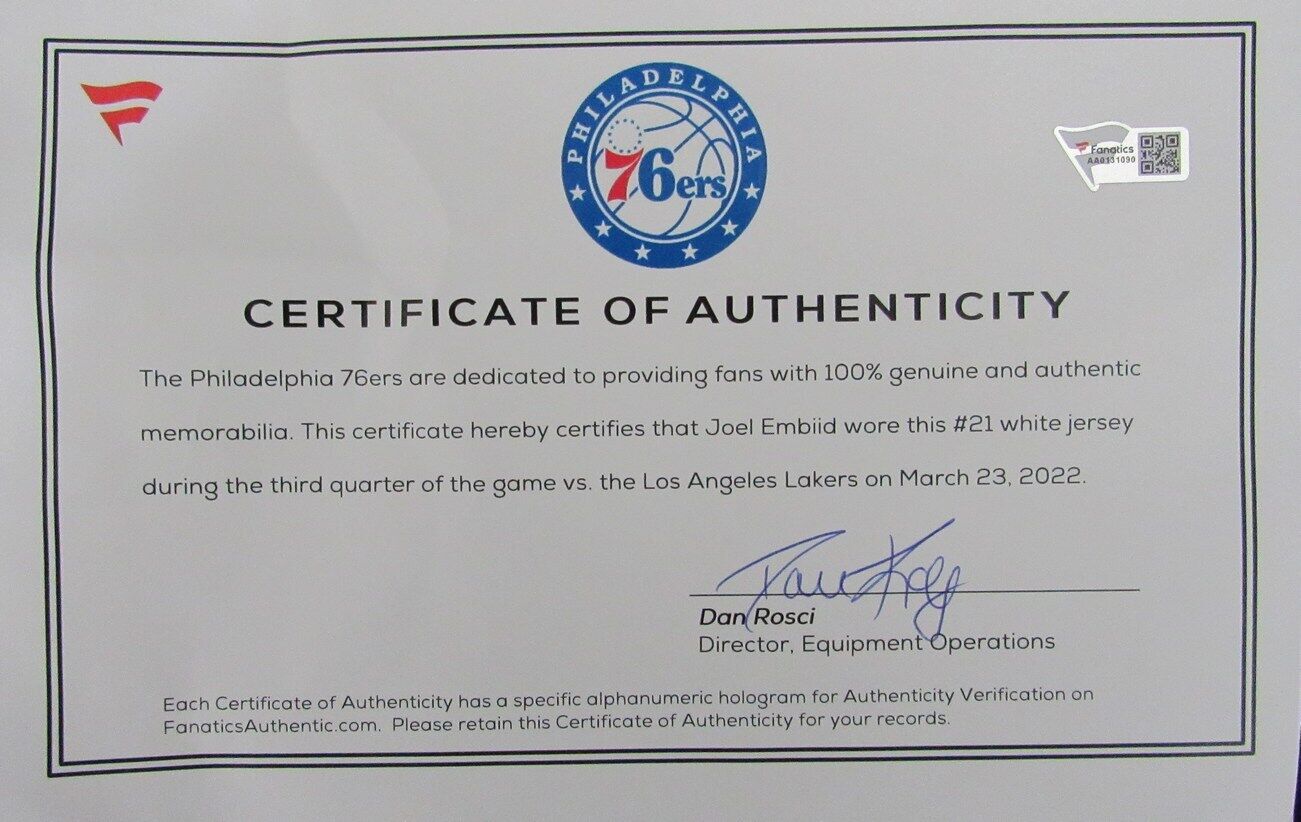 PHILADELPHIA
76ers
Fanatics
AA0131090
CERTIFICATE OF AUTHENTICITY
The Philadelphia 76ers are dedicated to providing fans with 100% genuine and authentic
memorabilia. This certificate hereby certifies that Joel Embiid wore this #21 white jersey
during the third quarter of the game vs. the Los Angeles Lakers on March 23, 2022.
Dan Rosci
Director, Equipment Operations
Each Certificate of Authenticity has a specific alphanumeric hologram for Authenticity Verification on
FanaticsAuthentic.com. Please retain this Certificate of Authenticity for your records.